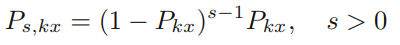 P_{s,kx} = (1 − P_{kx})^{s−1} P_{kx},   s > 0